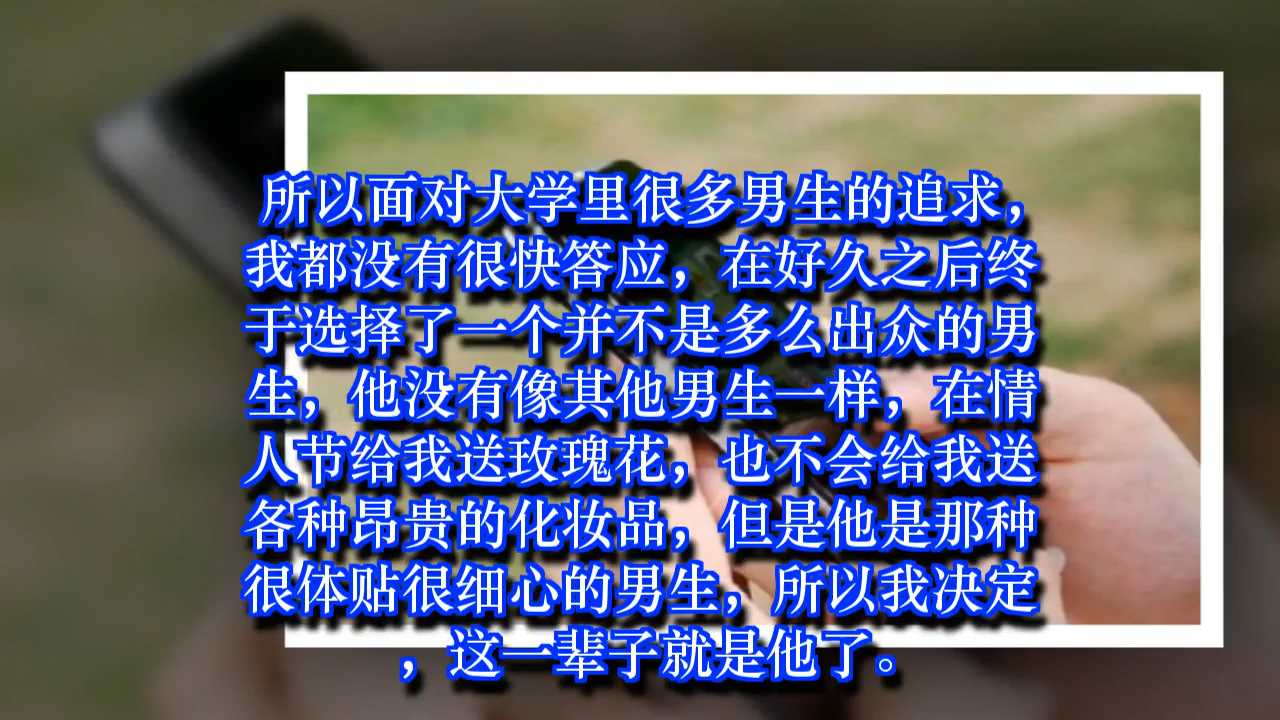 所以面对大学里很多男生的追求，
我都没有很快答应，在好久之后终
于选择了一个并不是多么出众的男
生，他没有像其他男生一样，在情
人节给我送玫瑰花，也不会给我送
各种昂贵的化妆品，但是他是那种
很体贴很细心的男生，所以我决定
，这一辈子就是他了。